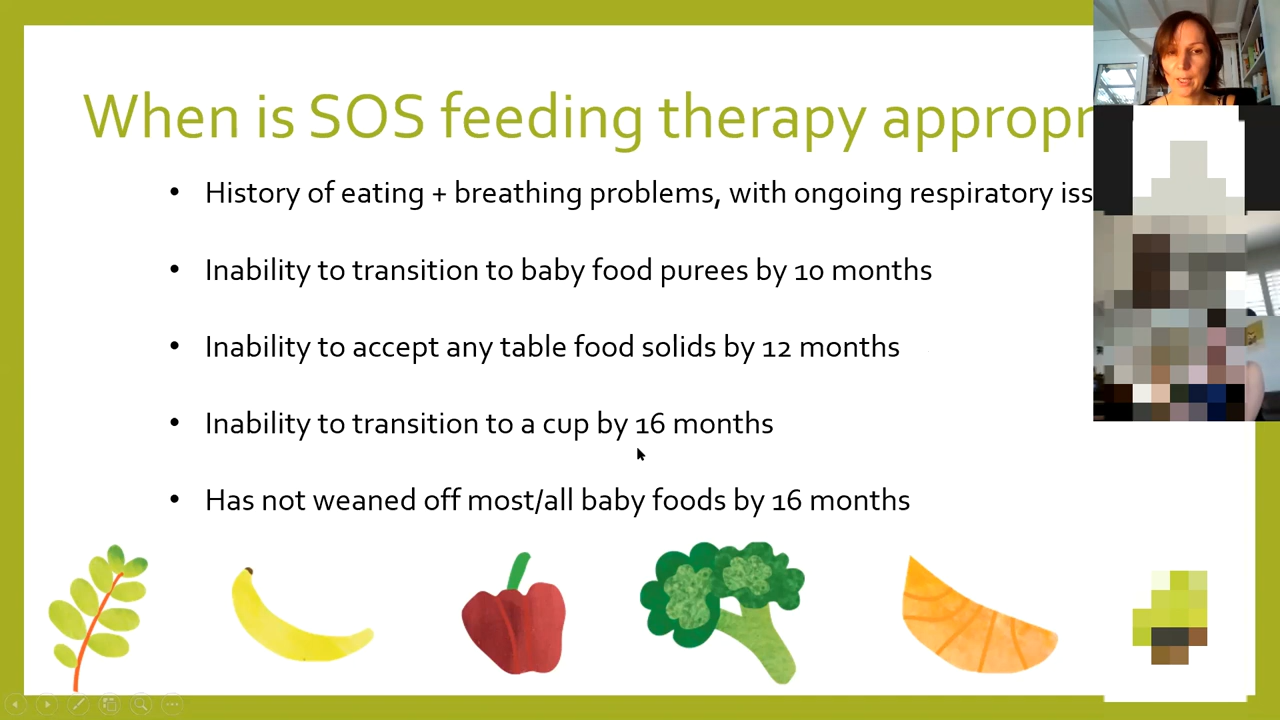 When is SOS feeding therapy appropr
• History of eating + breathing problems, with ongoing respiratory iss
• Inability to transition to baby food purees by 10 months
• Inability to accept any table food solids by 12 months
• Inability to transition to a cup by 16 months
• Has not weaned off most/all baby foods by 16 months